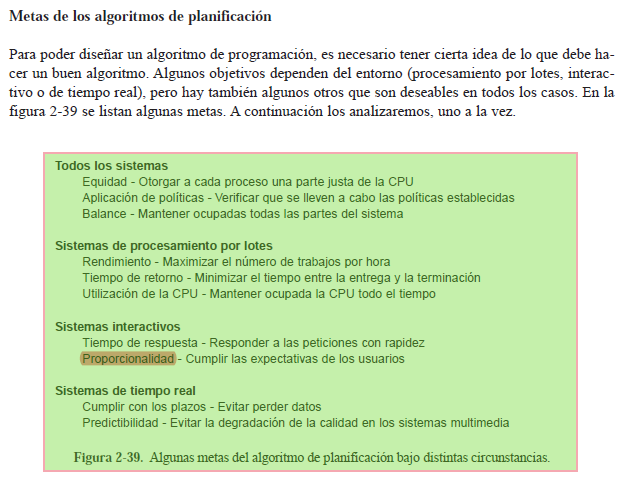 Metas de los algoritmos de planificación
Para poder diseñar un algoritmo de programación, es necesario tener cierta idea de lo que debe ha-
cer un buen algoritmo. Algunos objetivos dependen del entorno (procesamiento por lotes, interac-
tivo o de tiempo real), pero hay también algunos otros que son deseables en todos los casos. En la
figura 2-39 se listan algunas metas. A continuación los analizaremos, uno a la vez.
Todos los sistemas
Equidad - Otorgar a cada proceso una parte justa de la CPU
Aplicación de políticas - Verificar que se lleven a cabo las políticas establecidas
Balance - Mantener ocupadas todas las partes del sistema
Sistemas de procesamiento por lotes
Rendimiento - Maximizar el número de trabajos por hora
Tiempo de retorno - Minimizar el tiempo entre la entrega y la terminación
Utilización de la CPU - Mantener ocupada la CPU todo el tiempo
Sistemas interactivos
Tiempo de respuesta - Responder a las peticiones con rapidez
Proporcionalidad - Cumplir las expectativas de los usuarios
Sistemas de tiempo real
Cumplir con los plazos - Evitar perder datos
Predictibilidad - Evitar la degradación de la calidad en los sistemas multimedia
Figura 2-39. Algunas metas del algoritmo de planificación bajo distintas circunstancias.